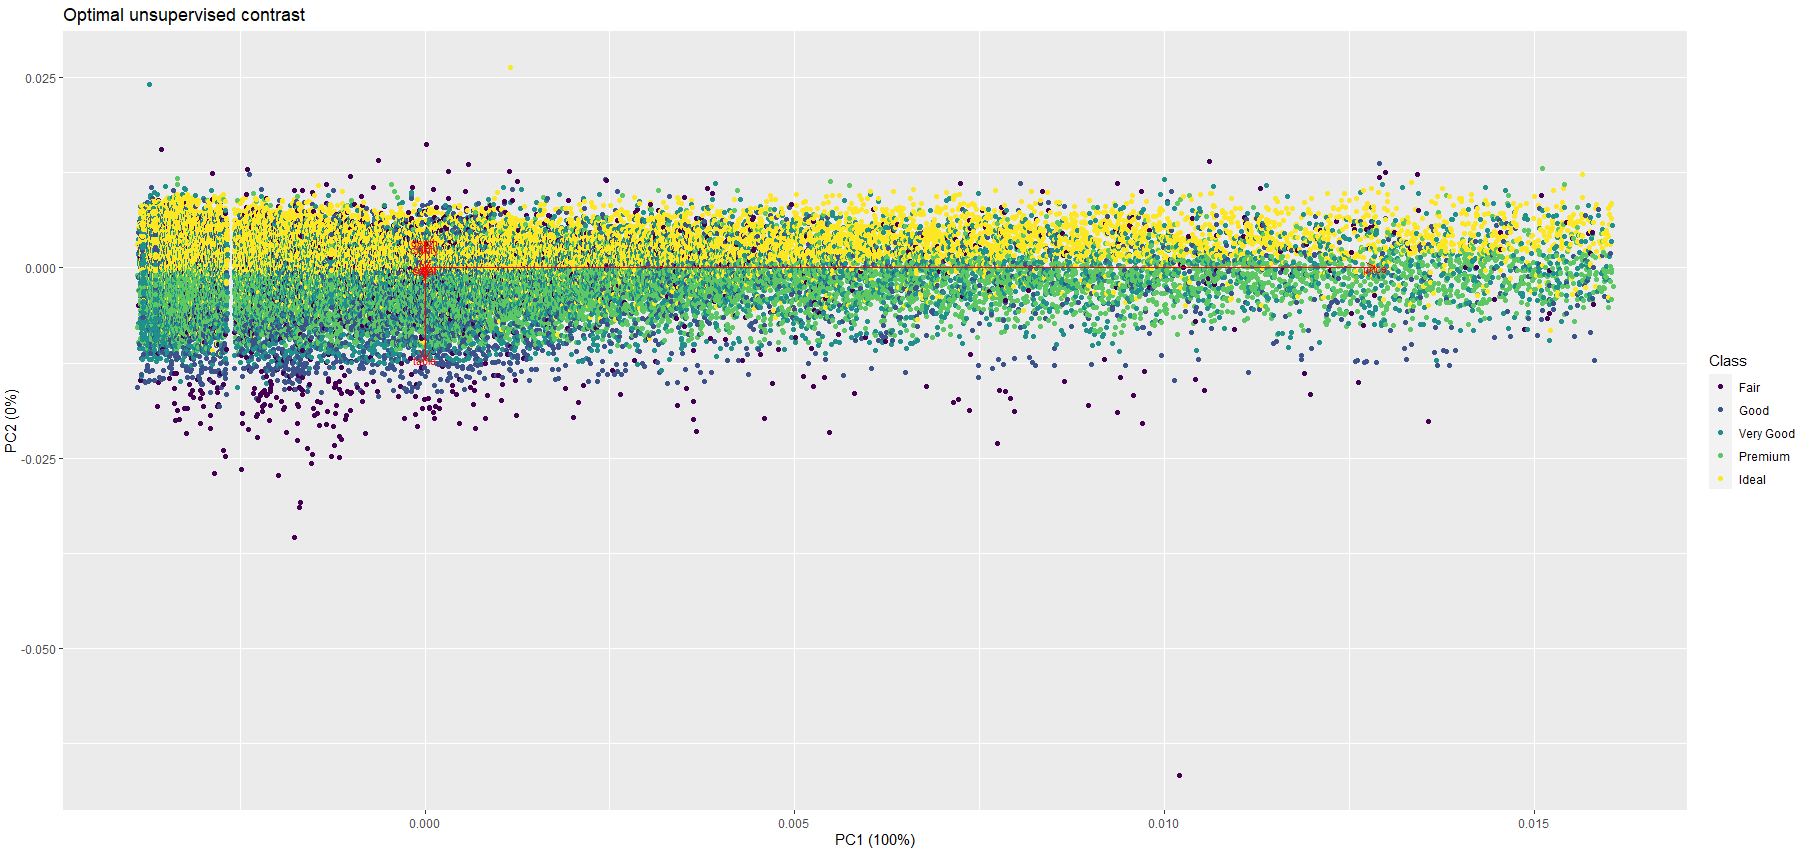 Optimal unsupervised contrast
0.025
0.000
-0.025
-0.050
PC2 (0%)
0.000
0.005
0.010
0.015
PC1 (100%)
Class
Fair
Good
Very Good
Premium
Ideal